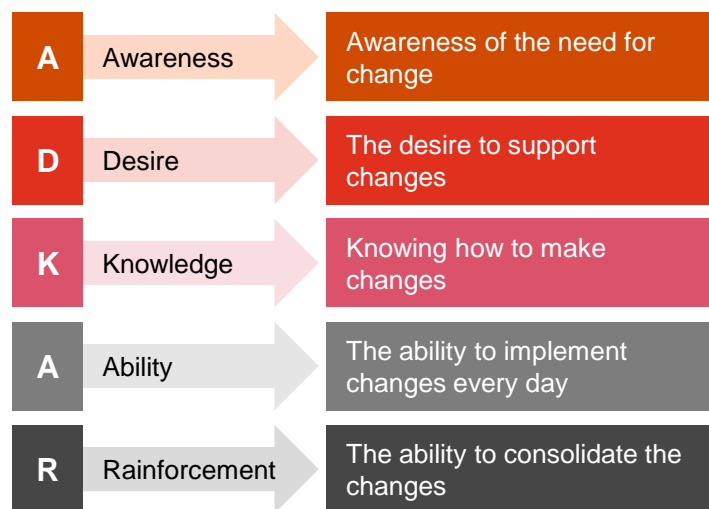 A Awareness Awareness of the need for
change
D Desire The desire to support
changes
K Knowledge Knowing how to make
changes
A Ability The ability to implement
changes every day
R Rainforcement The ability to consolidate the
changes